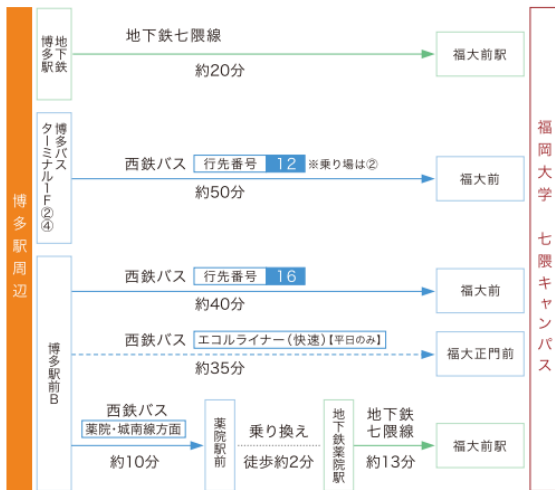 博多駅周辺
地下鉄
博多駅
地下鉄七隈線
約20分
福大前駅
博多バス
ターミナル1F②④
西鉄バス 行先番号 12 ※乗り場は②
約50分
福大前
博多駅前B
西鉄バス 行先番号 16
約40分
福大前
西鉄バス エコルライナー(快速)【平日のみ】
約35分
福大正門前
西鉄バス
薬院・城南線方面
約10分
薬院駅前
乗り換え
徒歩約2分
地下鉄薬院駅
地下鉄
七隈線
約13分
福大前駅
福岡大学 七隈キャンパス